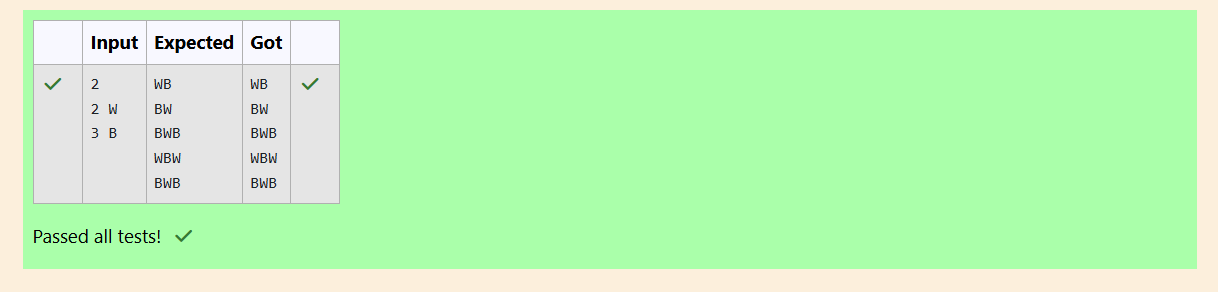 Input Expected Got
2 WB WB
2 W BW BW
3 B BWB BWB
WBW WBW
BWB BWB
Passed all tests!